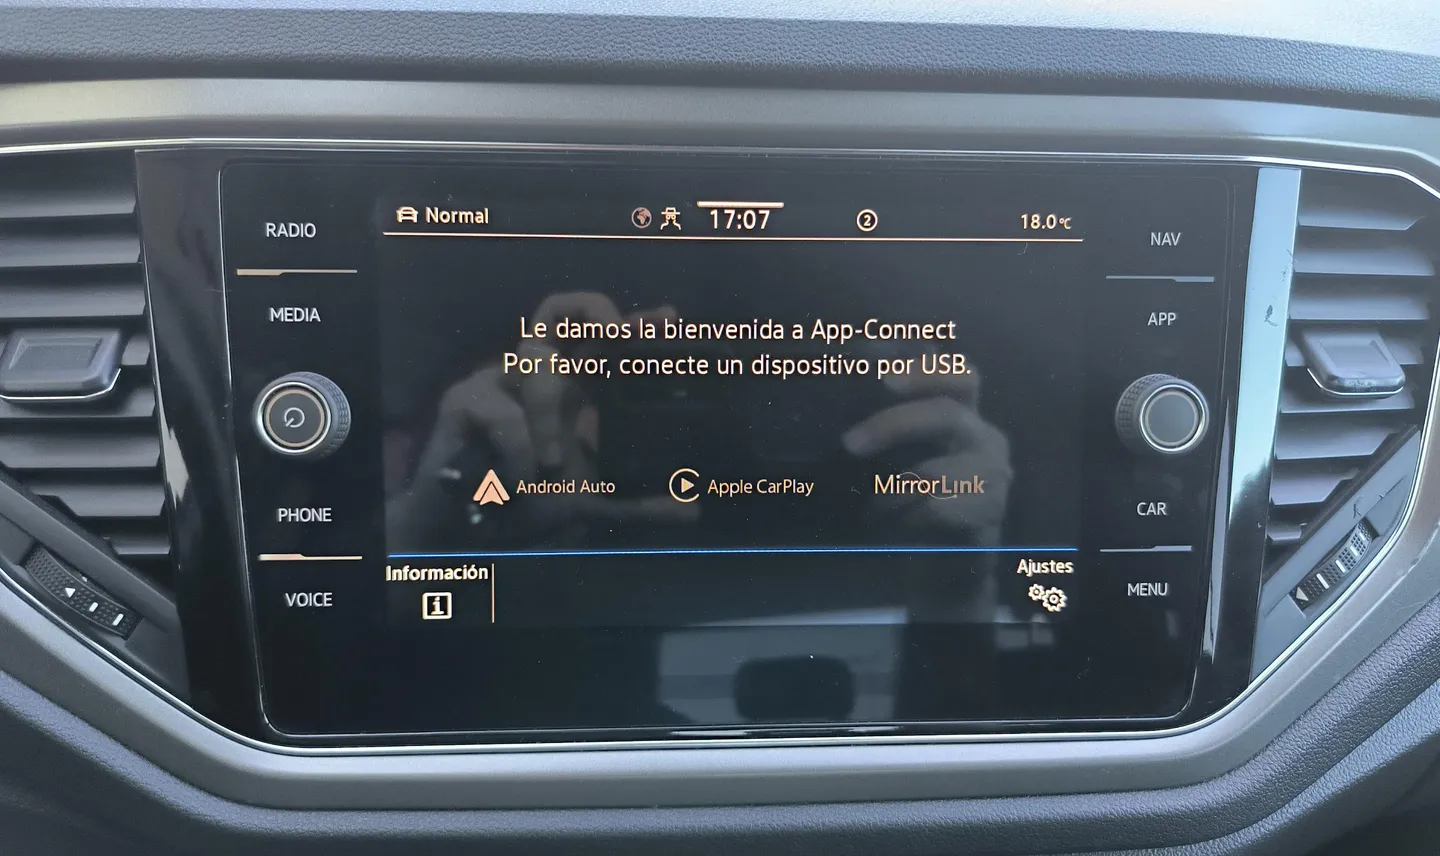 RADIO
MEDIA
PHONE
VOICE
Normal
17:07
2
18.0°C
Le damos la bienvenida a App-Connect
Por favor, conecte un dispositivo por USB.
Android Auto
Apple CarPlay
MirrorLink
Información
i
Ajustes
NAV
APP
CAR
MENU